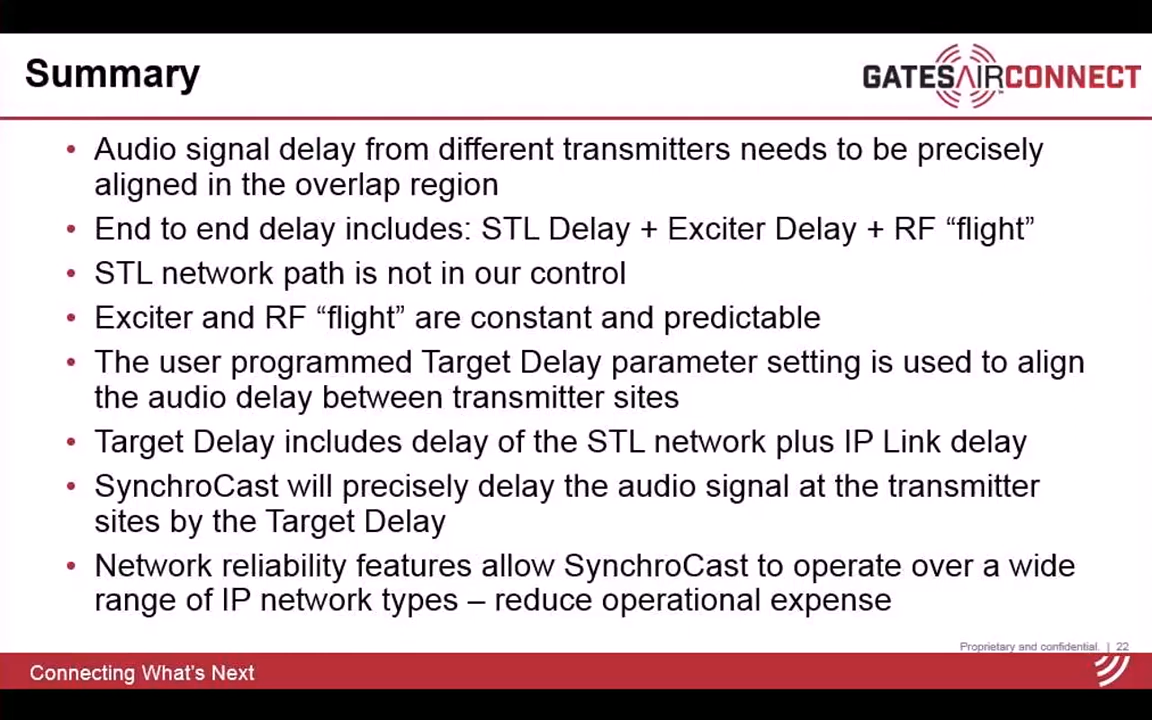 Summary
GATESAIRCONNECT
• Audio signal delay from different transmitters needs to be precisely
aligned in the overlap region
• End to end delay includes: STL Delay + Exciter Delay + RF “flight”
• STL network path is not in our control
• Exciter and RF “flight” are constant and predictable
• The user programmed Target Delay parameter setting is used to align
the audio delay between transmitter sites
• Target Delay includes delay of the STL network plus IP Link delay
• SynchroCast will precisely delay the audio signal at the transmitter
sites by the Target Delay
• Network reliability features allow SynchroCast to operate over a wide
range of IP network types – reduce operational expense
Proprietary and confidential. | 22
Connecting What’s Next